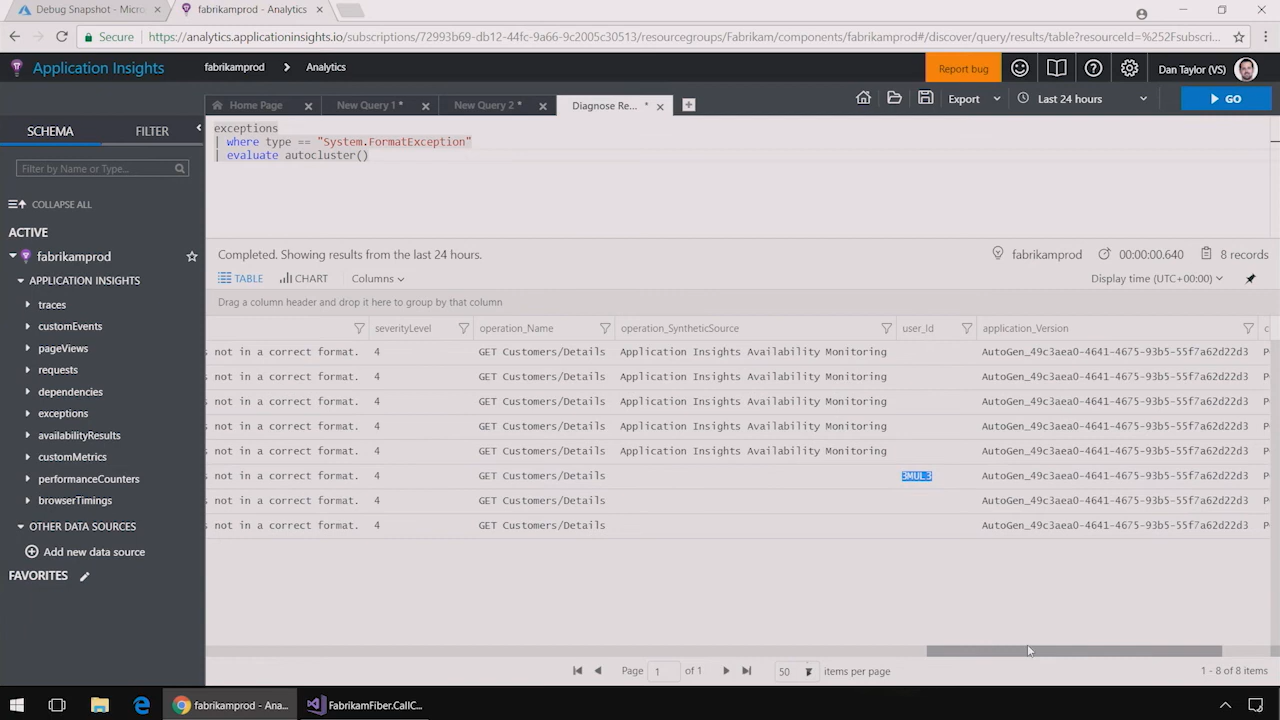 Debug Snapshot - Micros
fabrikamprod - Analytics
Secure
https://analytics.applicationinsights.io/subscriptions/72993b69-db12-44fc-9a66-9c2005c30513/resourcegroups/Fabrikam/components/fabrikamprod#/discover/query/results/table?resourceId=%252Fsubscri...
Application Insights
fabrikamprod
Analytics
Report bug
Dan Taylor (VS)
Home Page
New Query 1 *
New Query 2 *
Diagnose Re... *
Export
Last 24 hours
GO
SCHEMA
FILTER
exceptions
| where type == "System.FormatException"
| evaluate autocluster()
Filter by Name or Type...
COLLAPSE ALL
ACTIVE
fabrikamprod
APPLICATION INSIGHTS
traces
customEvents
pageViews
requests
dependencies
exceptions
availabilityResults
customMetrics
performanceCounters
browserTimings
OTHER DATA SOURCES
Add new data source
FAVORITES
Completed. Showing results from the last 24 hours.
fabrikamprod
00:00:00.640
8 records
TABLE
CHART
Columns
Display time (UTC+00:00)
Drag a column header and drop it here to group by that column
severityLevel operation_Name operation_SyntheticSource user_Id application_Version c
s not in a correct format. 4 GET Customers/Details Application Insights Availability Monitoring AutoGen_49c3aea0-4641-4675-93b5-55f7a62d22d3 P
s not in a correct format. 4 GET Customers/Details Application Insights Availability Monitoring AutoGen_49c3aea0-4641-4675-93b5-55f7a62d22d3 P
s not in a correct format. 4 GET Customers/Details Application Insights Availability Monitoring AutoGen_49c3aea0-4641-4675-93b5-55f7a62d22d3 P
s not in a correct format. 4 GET Customers/Details Application Insights Availability Monitoring AutoGen_49c3aea0-4641-4675-93b5-55f7a62d22d3 P
s not in a correct format. 4 GET Customers/Details Application Insights Availability Monitoring AutoGen_49c3aea0-4641-4675-93b5-55f7a62d22d3 P
s not in a correct format. 4 GET Customers/Details 3MUL3 AutoGen_49c3aea0-4641-4675-93b5-55f7a62d22d3 P
s not in a correct format. 4 GET Customers/Details AutoGen_49c3aea0-4641-4675-93b5-55f7a62d22d3 P
s not in a correct format. 4 GET Customers/Details AutoGen_49c3aea0-4641-4675-93b5-55f7a62d22d3 P
Page 1 of 1
50 items per page
1 - 8 of 8 items
fabrikamprod - Ana...
FabrikamFiber.CallC...